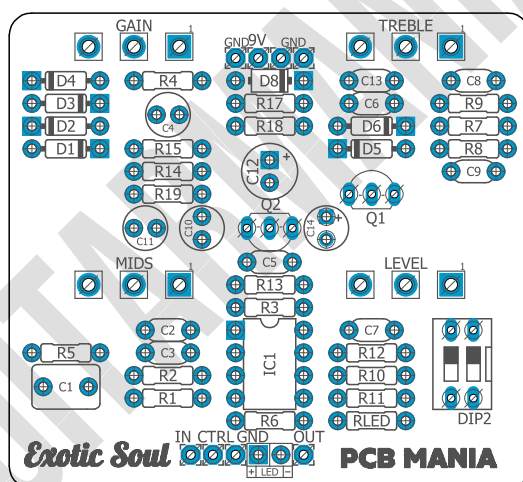 GAIN TREBLE
1 1
GND 9V GND
D4 R4 D8 C13 C8
D3 R17 C6 R9
D2 C4 R18 D6 R7
D1 R15 D5 R8
R14 C12 + C9
R19
Q2 Q1
C11 C10 C14 +
C5
MIDS LEVEL
1 1
R13
R3
C2 C7
R5 C3 IC1 R12
C1 R2 R10
R1 R11
R6 RLED DIP2
IN CTRL GND OUT
Exotic Soul PCB MANIA
+ LED -